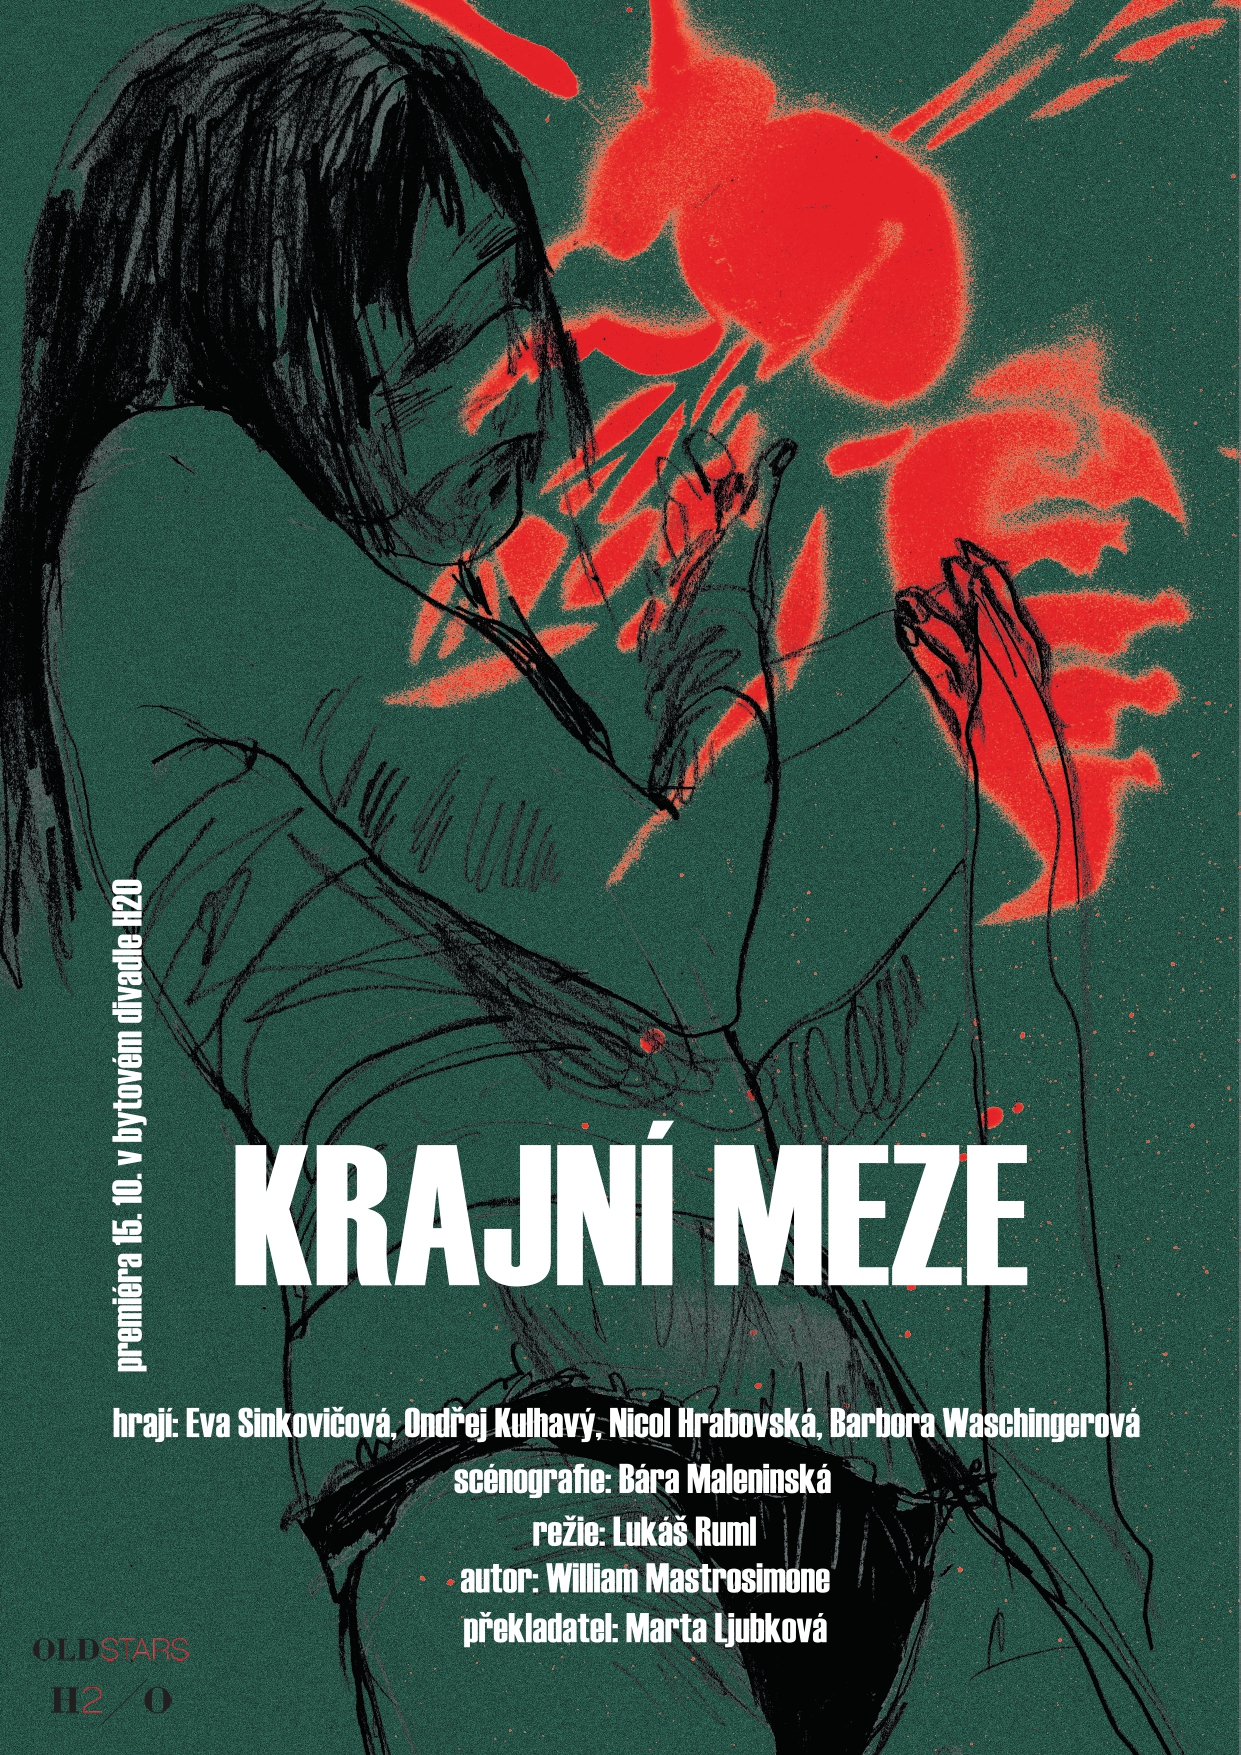 premiéra 15. 10. v bytovém divadle H2O
KRAJNÍ MEZE
hrají: Eva Sinkovičová, Ondřej Kulhavý, Nicol Hrabovská, Barbora Waschingerová
scénografie: Bára Maleninská
režie: Lukáš Ruml
autor: William Mastrosimone
překladatel: Marta Ljubková
OLDSTARS
H2/O